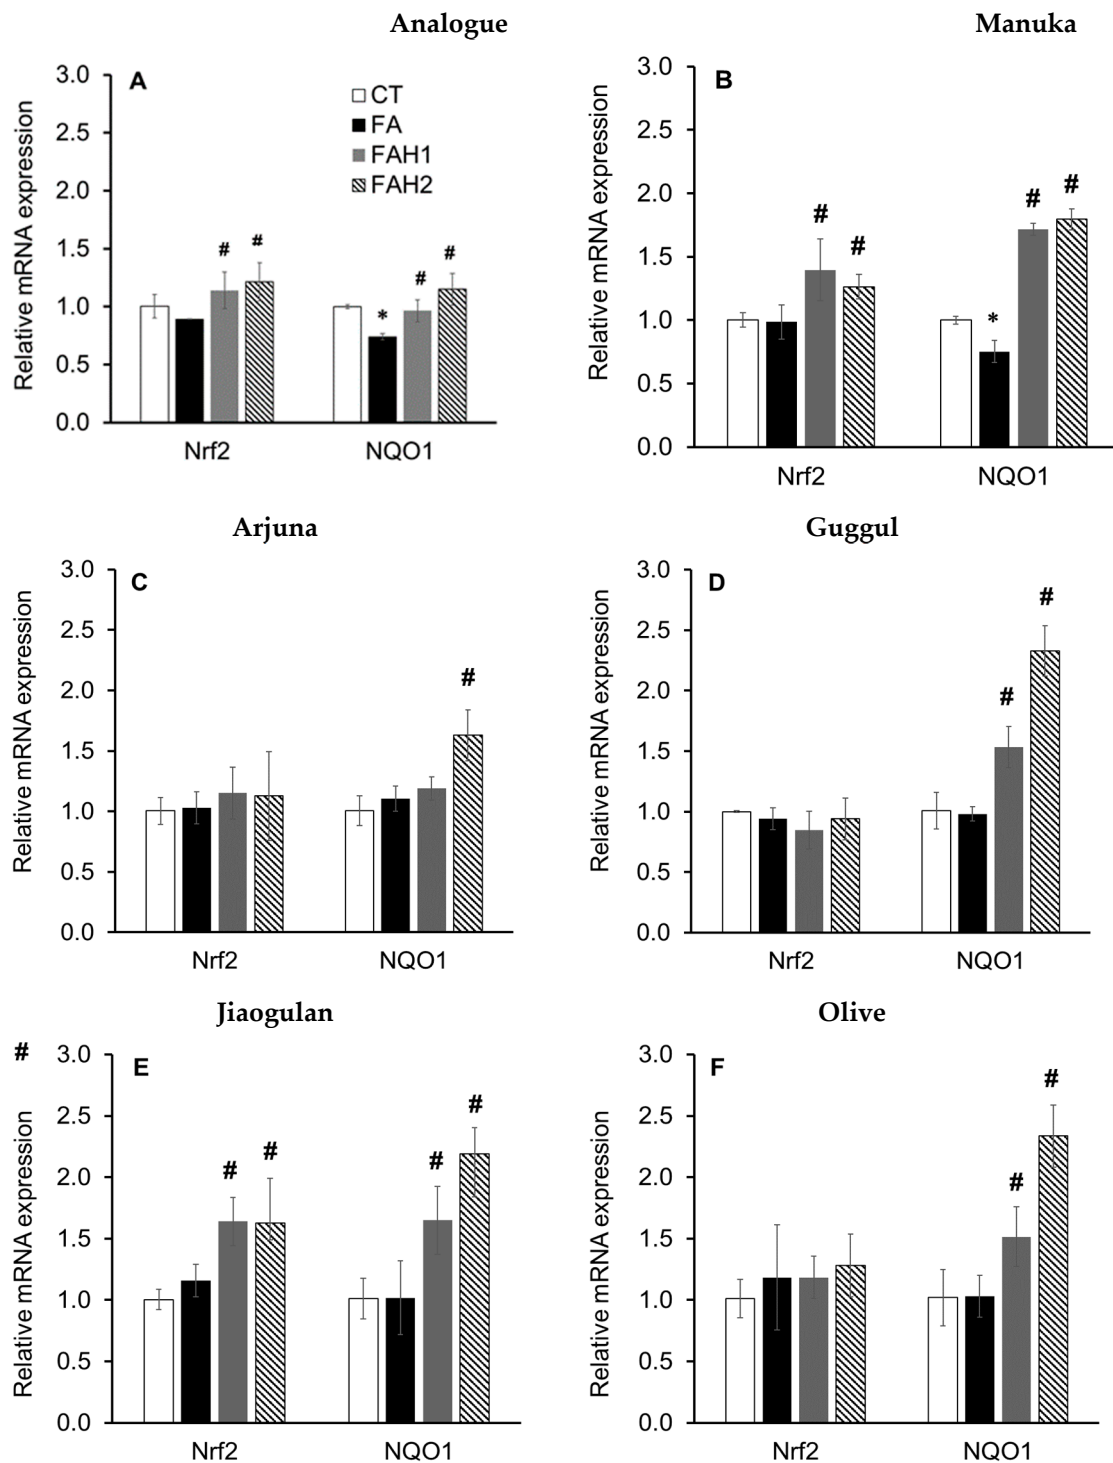 Analogue
Manuka
A
3.0
2.5
2.0
1.5
1.0
0.5
0.0
Relative mRNA expression
CT
FA
FAH1
FAH2
# # * # #
Nrf2 NQO1
B
3.0
2.5
2.0
1.5
1.0
0.5
0.0
Relative mRNA expression
# # * # #
Nrf2 NQO1
Arjuna
Guggul
C
3.0
2.5
2.0
1.5
1.0
0.5
0.0
Relative mRNA expression
#
Nrf2 NQO1
D
3.0
2.5
2.0
1.5
1.0
0.5
0.0
Relative mRNA expression
# #
Nrf2 NQO1
Jiaogulan
Olive
#
E
3.0
2.5
2.0
1.5
1.0
0.5
0.0
Relative mRNA expression
# # # #
Nrf2 NQO1
F
3.0
2.5
2.0
1.5
1.0
0.5
0.0
Relative mRNA expression
# #
Nrf2 NQO1